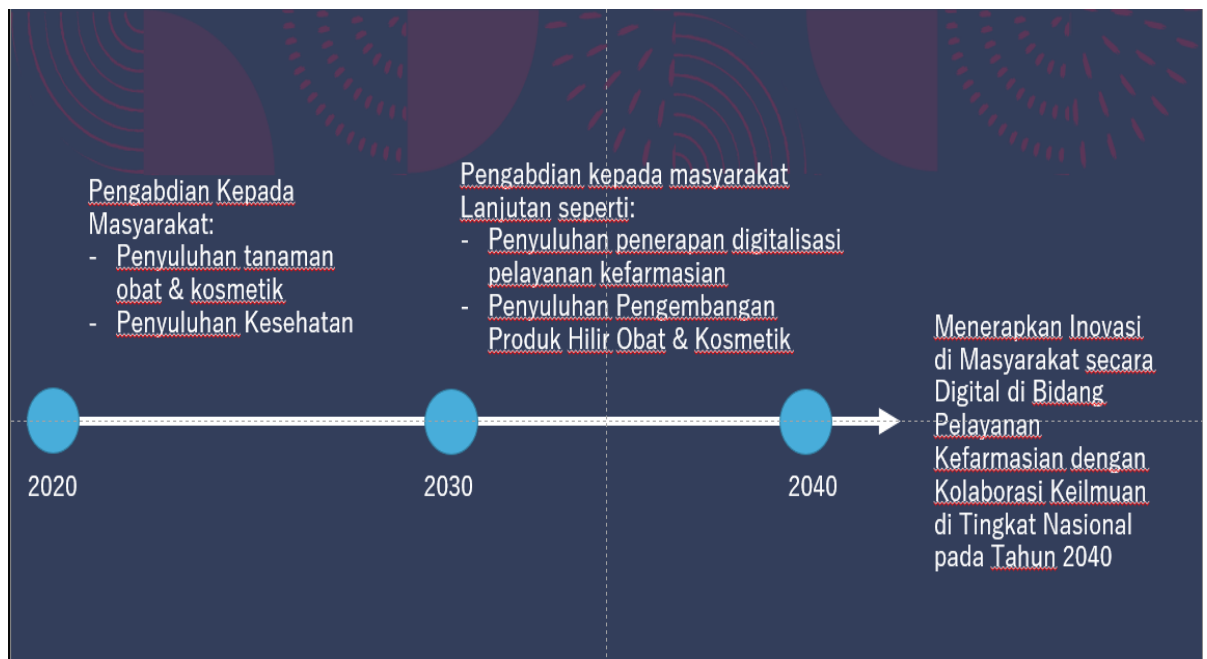 Pengabdian Kepada
Masyarakat:
- Penyuluhan tanaman
obat & kosmetik
- Penyuluhan Kesehatan
Pengabdian kepada masyarakat
Lanjutan seperti:
- Penyuluhan penerapan digitalisasi
pelayanan kefarmasian
- Penyuluhan Pengembangan
Produk Hilir Obat & Kosmetik
Menerapkan Inovasi
di Masyarakat secara
Digital di Bidang
Pelayanan
Kefarmasian dengan
Kolaborasi Keilmuan
di Tingkat Nasional
pada Tahun 2040
2020
2030
2040